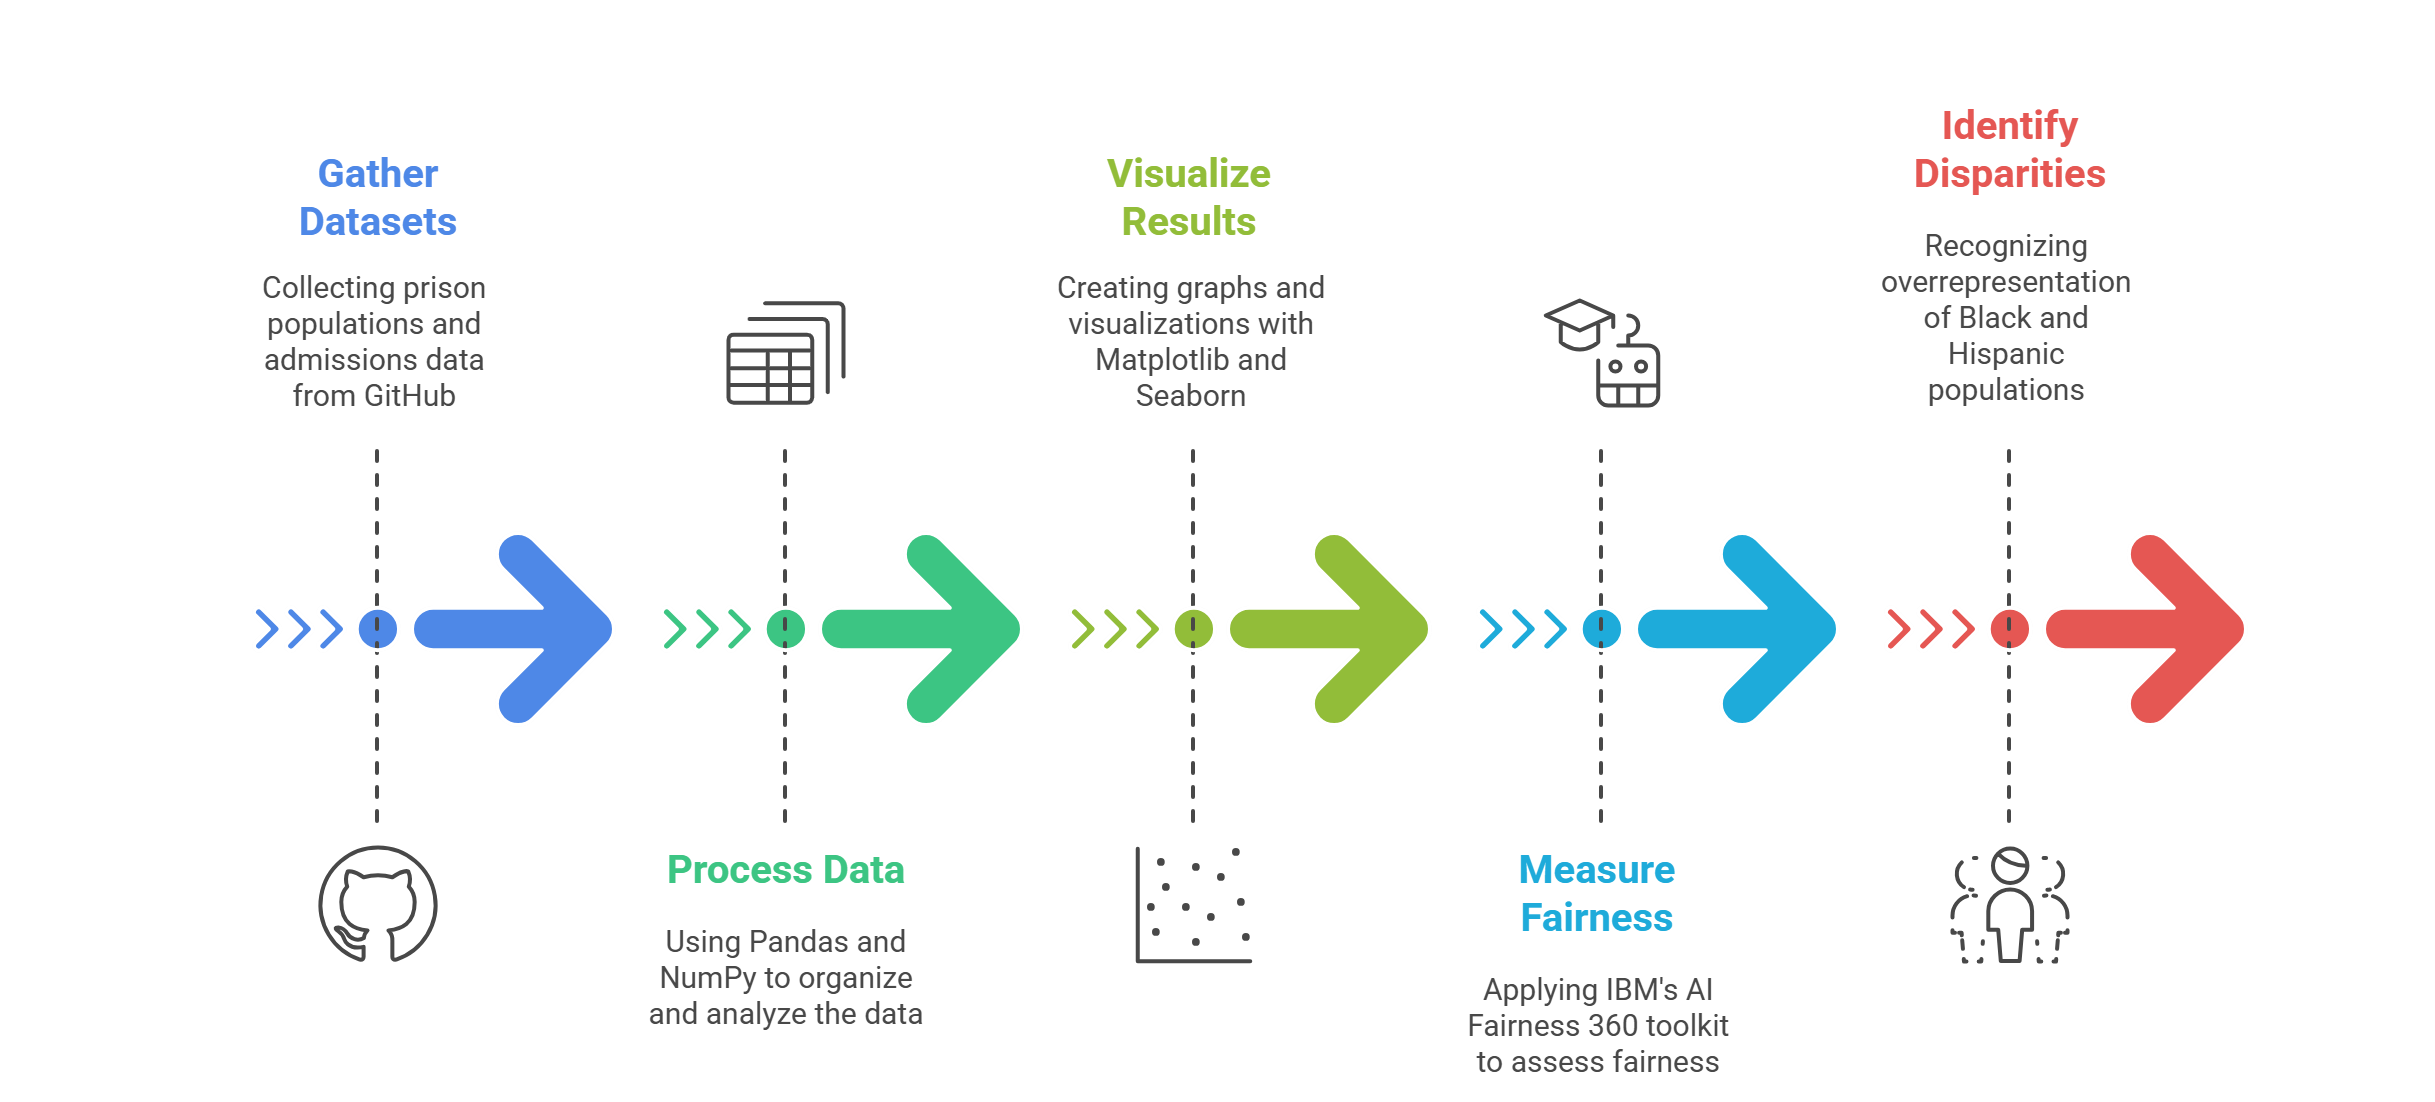 Gather
Datasets
Collecting prison
populations and
admissions data
from GitHub
Process Data
Using Pandas and
NumPy to organize
and analyze the data
Visualize
Results
Creating graphs and
visualizations with
Matplotlib and
Seaborn
Measure
Fairness
Applying IBM's AI
Fairness 360 toolkit
to assess fairness
Identify
Disparities
Recognizing
overrepresentation
of Black and
Hispanic
populations